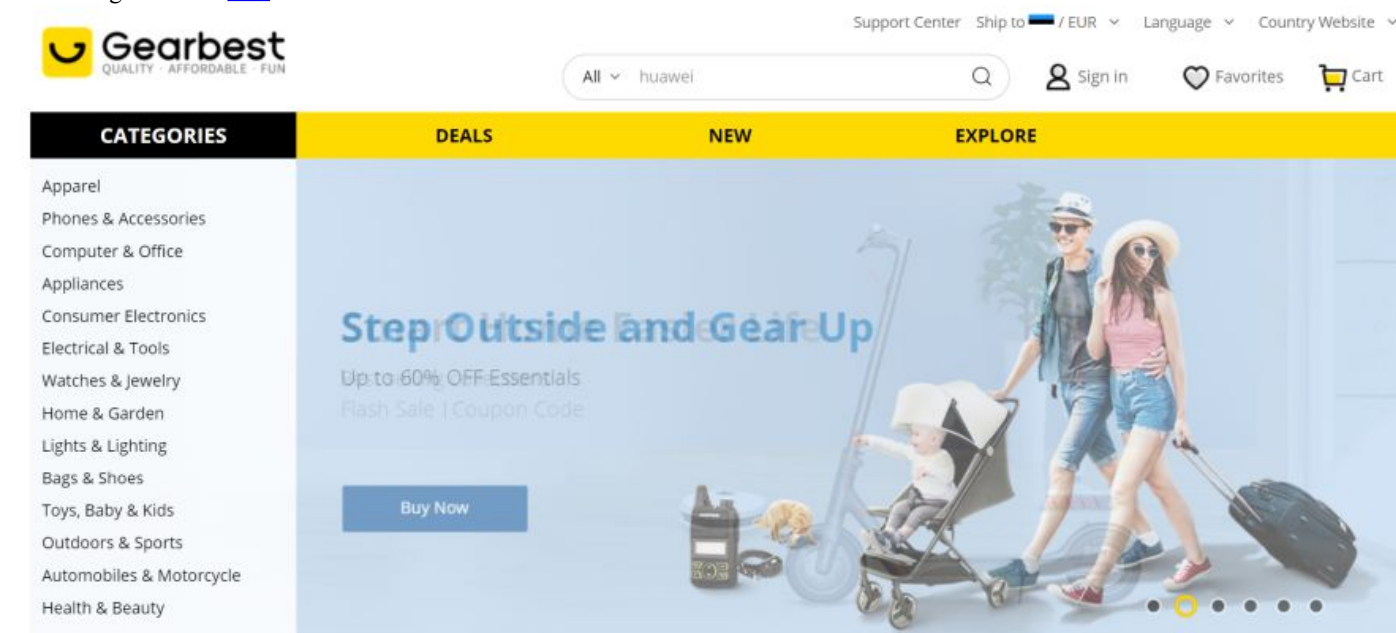 Support Center Ship to / EUR Language Country Website
Gearbest
QUALITY · AFFORDABLE · FUN
All huawei
Sign in
Favorites
Cart
CATEGORIES
DEALS
NEW
EXPLORE
Apparel
Phones & Accessories
Computer & Office
Appliances
Consumer Electronics
Electrical & Tools
Watches & Jewelry
Home & Garden
Lights & Lighting
Bags & Shoes
Toys, Baby & Kids
Outdoors & Sports
Automobiles & Motorcycle
Health & Beauty
Step Outside and Gear Up
Up to 60% OFF Essentials
Flash Sale | Coupon Code
Buy Now